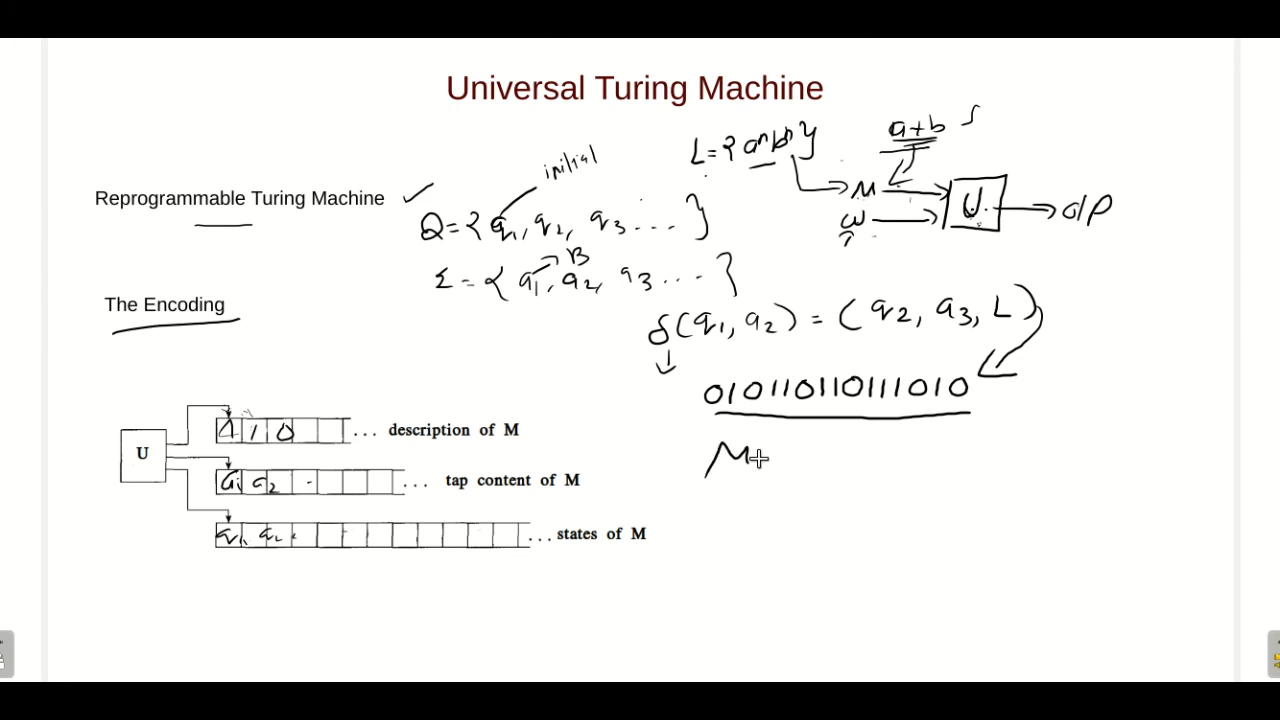 Universal Turing Machine
a+b
L={aⁿbⁿ}
initial
Reprogrammable Turing Machine
M
U
o/p
Q={q1, q2, q3...}
w
B
Σ={a1, a2, a3...}
The Encoding
δ(q1, a2) = (q2, a3, L)
010110110111010
1 0 ... description of M
M
U
a1 a2 ... tap content of M
q1 q2 ... states of M